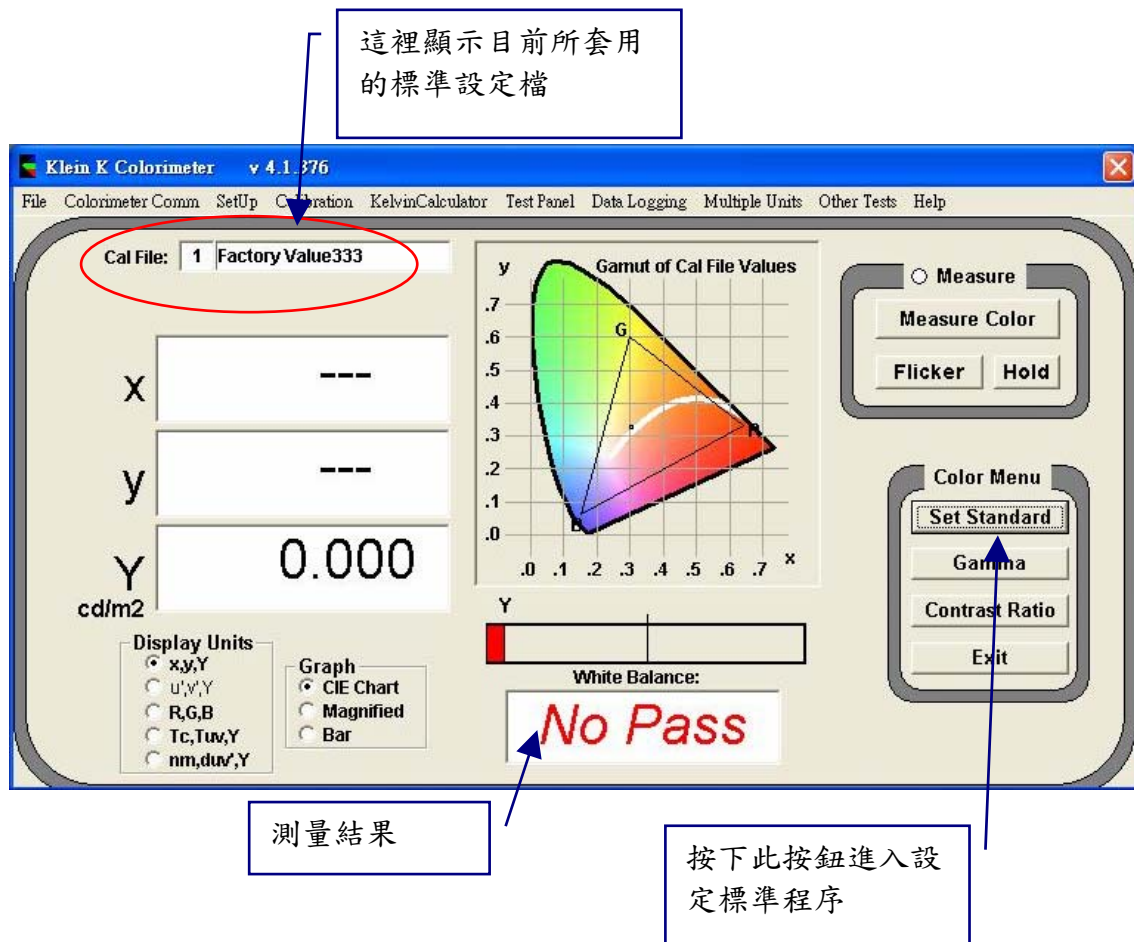 這裡顯示目前所套用
的標準設定檔
Klein K Colorimeter v 4.1.376
File Colorimeter Comm SetUp Calibration KelvinCalculator Test Panel Data Logging Multiple Units Other Tests Help
Cal File: 1 Factory Value333
x ---
y ---
Y 0.000
cd/m2
Display Units
x,y,Y
u',v',Y
R,G,B
Tc,Tuv,Y
nm,duv',Y
Graph
CIE Chart
Magnified
Bar
y Gamut of Cal File Values
.7
.6
.5
.4
.3
.2
.1
.0
G
R
B
.0 .1 .2 .3 .4 .5 .6 .7 x
Y
White Balance:
No Pass
Measure
Measure Color
Flicker Hold
Color Menu
Set Standard
Gamma
Contrast Ratio
Exit
測量結果
按下此按鈕進入設
定標準程序